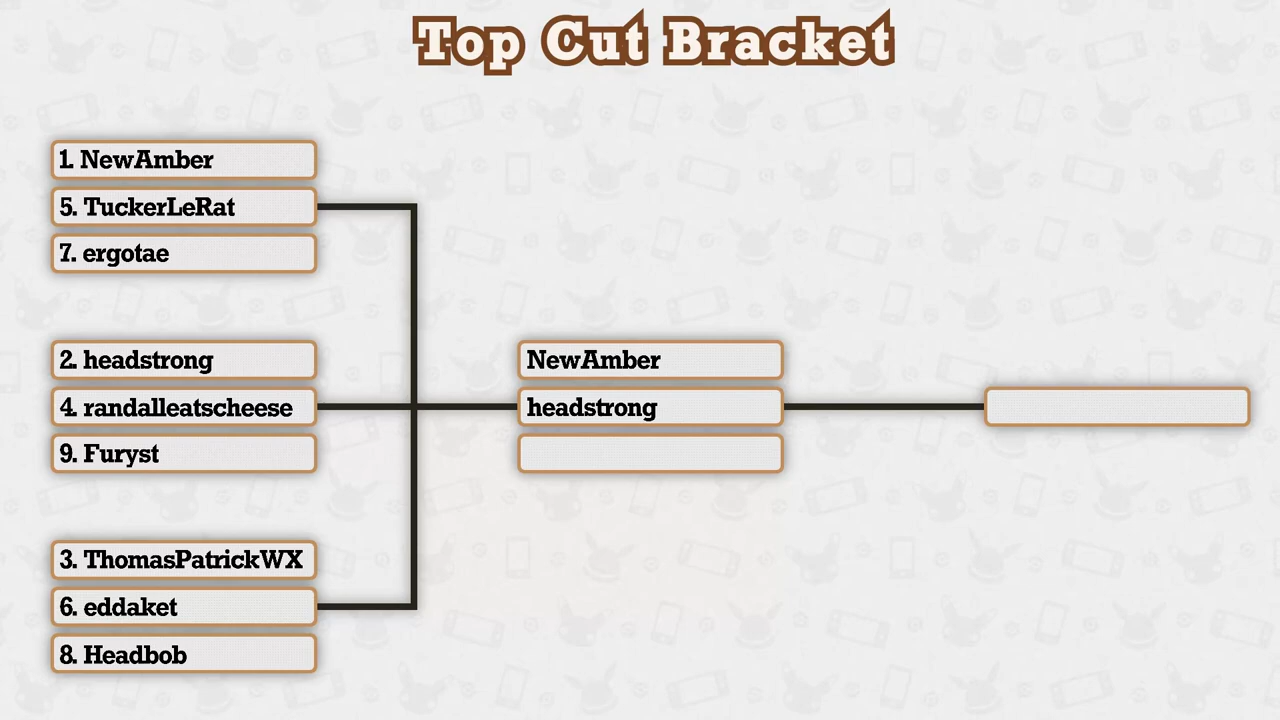 Top Cut Bracket
1. NewAmber
5. TuckerLeRat
7. ergotae
2. headstrong
4. randalleatscheese
9. Furyst
3. ThomasPatrickWX
6. eddaket
8. Headbob
NewAmber
headstrong